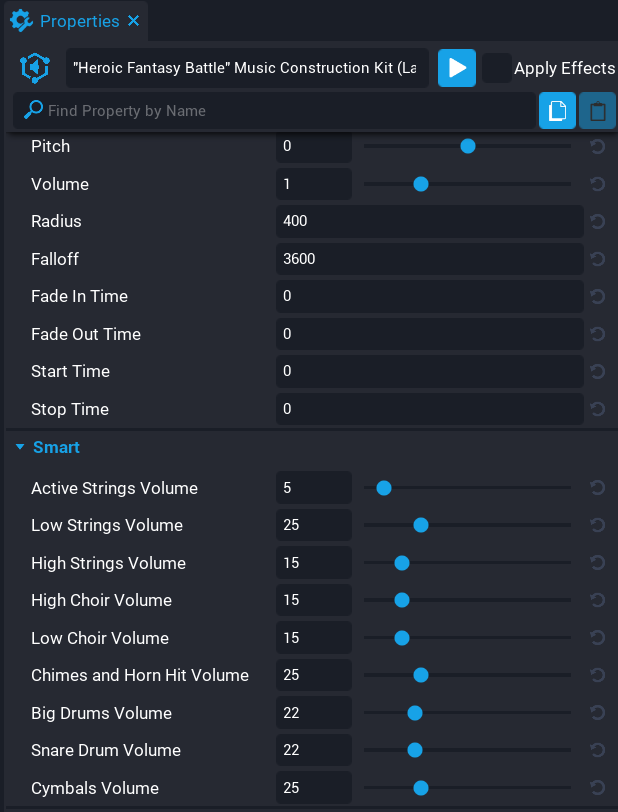 Properties
"Heroic Fantasy Battle" Music Construction Kit (La
Apply Effects
Find Property by Name
Pitch 0
Volume 1
Radius 400
Falloff 3600
Fade In Time 0
Fade Out Time 0
Start Time 0
Stop Time 0
Smart
Active Strings Volume 5
Low Strings Volume 25
High Strings Volume 15
High Choir Volume 15
Low Choir Volume 15
Chimes and Horn Hit Volume 25
Big Drums Volume 22
Snare Drum Volume 22
Cymbals Volume 25